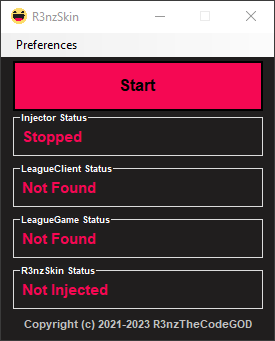 R3nzSkin
Preferences
Start
Injector Status
Stopped
LeagueClient Status
Not Found
LeagueGame Status
Not Found
R3nzSkin Status
Not Injected
Copyright (c) 2021-2023 R3nzTheCodeGOD